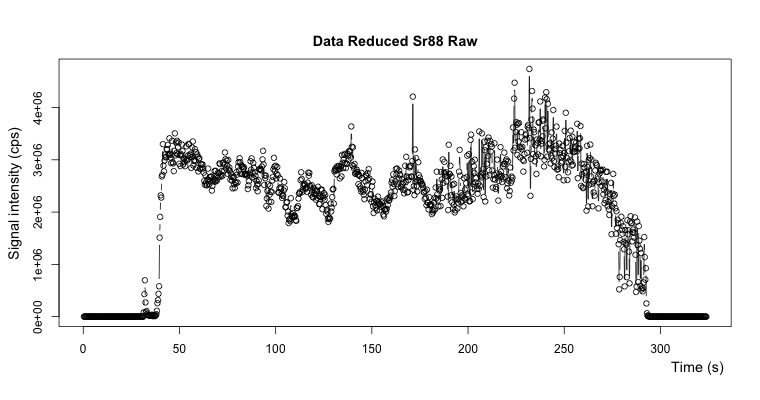 Data Reduced Sr88 Raw
Signal intensity (cps)
4e+06
3e+06
2e+06
1e+06
0e+00
0 50 100 150 200 250 300
Time (s)